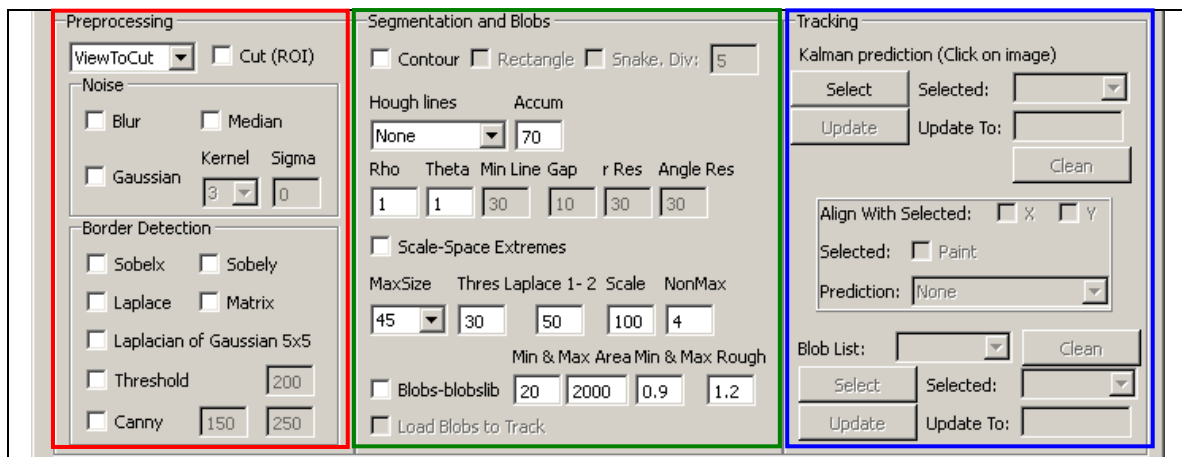 Preprocessing
ViewToCut Cut (ROI)
Noise
Blur Median
Kernel Sigma
Gaussian 3 0
Border Detection
Sobelx Sobely
Laplace Matrix
Laplacian of Gaussian 5x5
Threshold 200
Canny 150 250
Segmentation and Blobs
Contour Rectangle Snake, Div: 5
Hough lines Accum
None 70
Rho Theta Min Line Gap r Res Angle Res
1 1 30 10 30 30
Scale-Space Extremes
MaxSize Thres Laplace 1- 2 Scale NonMax
45 30 50 100 4
Min & Max Area Min & Max Rough
Blobs-blobslib 20 2000 0.9 1.2
Load Blobs to Track
Tracking
Kalman prediction (Click on image)
Select Selected:
Update Update To:
Clean
Align With Selected: X Y
Selected: Paint
Prediction: None
Blob List: Clean
Select Selected:
Update Update To: